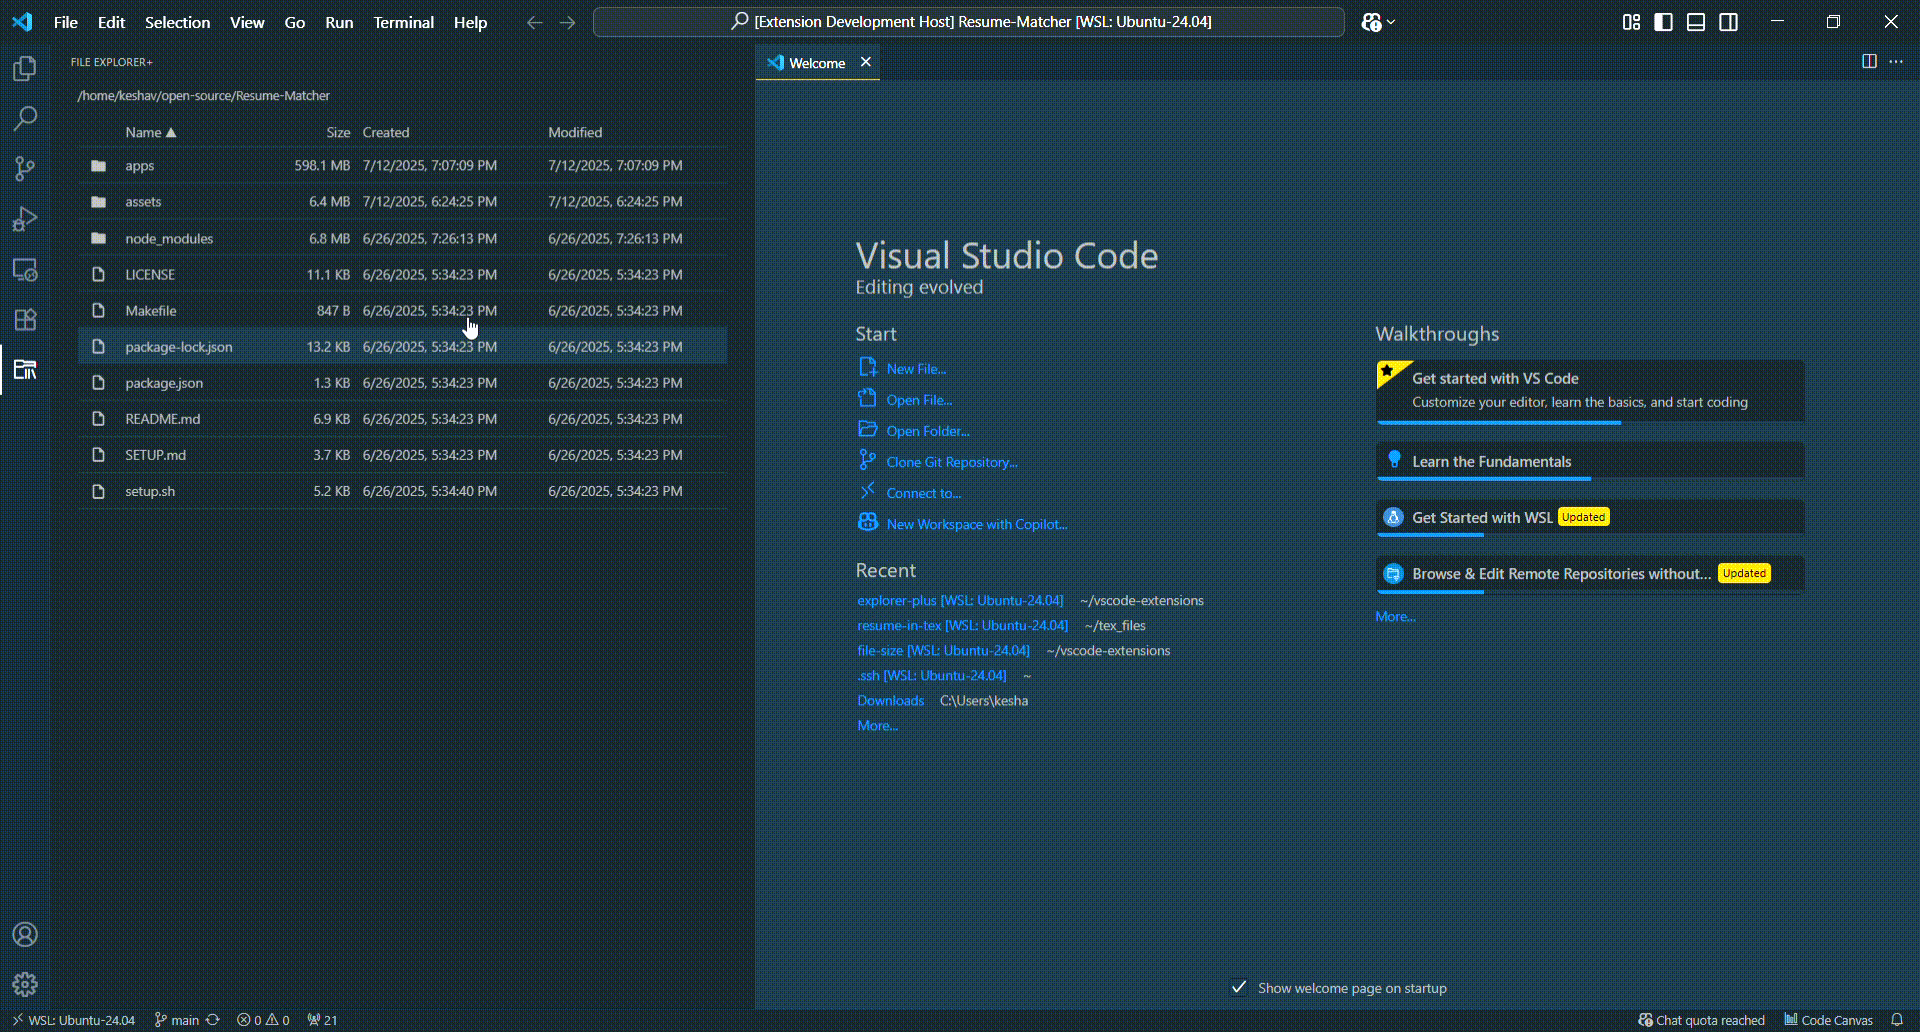 File Edit Selection View Go Run Terminal Help
[Extension Development Host] Resume-Matcher [WSL: Ubuntu-24.04]
FILE EXPLORER+
/home/keshav/open-source/Resume-Matcher
Name ▲ Size Created Modified
apps 598.1 MB 7/12/2025, 7:07:09 PM 7/12/2025, 7:07:09 PM
assets 6.4 MB 7/12/2025, 6:24:25 PM 7/12/2025, 6:24:25 PM
node_modules 6.8 MB 6/26/2025, 7:26:13 PM 6/26/2025, 7:26:13 PM
LICENSE 11.1 KB 6/26/2025, 5:34:23 PM 6/26/2025, 5:34:23 PM
Makefile 847 B 6/26/2025, 5:34:23 PM 6/26/2025, 5:34:23 PM
package-lock.json 13.2 KB 6/26/2025, 5:34:23 PM 6/26/2025, 5:34:23 PM
package.json 1.3 KB 6/26/2025, 5:34:23 PM 6/26/2025, 5:34:23 PM
README.md 6.9 KB 6/26/2025, 5:34:23 PM 6/26/2025, 5:34:23 PM
SETUP.md 3.7 KB 6/26/2025, 5:34:23 PM 6/26/2025, 5:34:23 PM
setup.sh 5.2 KB 6/26/2025, 5:34:40 PM 6/26/2025, 5:34:23 PM
Welcome
Visual Studio Code
Editing evolved
Start
New File...
Open File...
Open Folder...
Clone Git Repository...
Connect to...
New Workspace with Copilot...
Recent
explorer-plus [WSL: Ubuntu-24.04] ~/vscode-extensions
resume-in-tex [WSL: Ubuntu-24.04] ~/tex_files
file-size [WSL: Ubuntu-24.04] ~/vscode-extensions
.ssh [WSL: Ubuntu-24.04] ~
Downloads C:\Users\kesha
More...
Walkthroughs
Get started with VS Code
Customize your editor, learn the basics, and start coding
Learn the Fundamentals
Get Started with WSL Updated
Browse & Edit Remote Repositories without... Updated
More...
Show welcome page on startup
WSL: Ubuntu-24.04 main 0 0 21 Chat quota reached Code Canvas